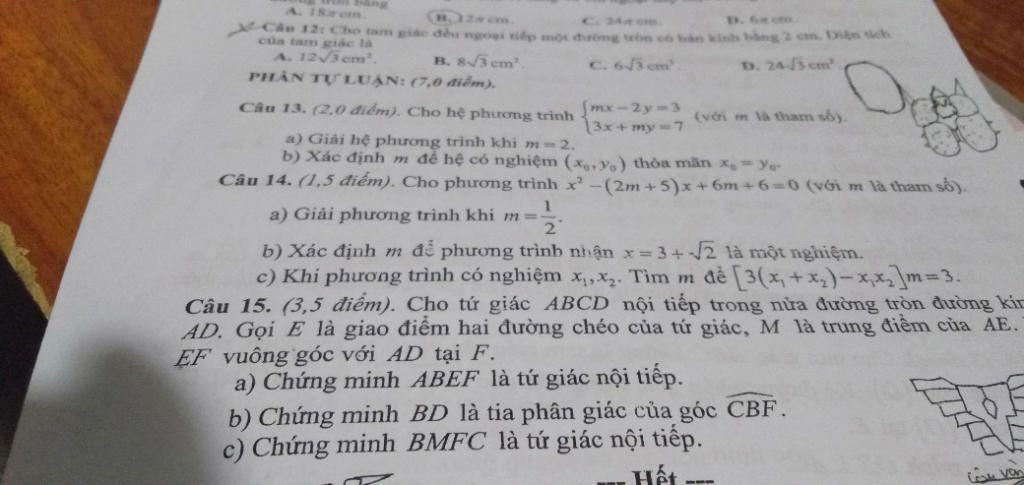 A. 18π cm. B. 12π cm. C. 24π cm. D. 6π cm.
Câu 12: Cho tam giác đều ngoại tiếp một đường tròn có bán kính bằng 2 cm. Diện tích
của tam giác là
A. 12√3 cm². B. 8√3 cm². C. 6√3 cm². D. 24√3 cm².
PHẦN TỰ LUẬN: (7,0 điểm).
Câu 13. (2,0 điểm). Cho hệ phương trình { mx − 2y = 3
3x + my = 7 (với m là tham số).
a) Giải hệ phương trình khi m = 2.
b) Xác định m để hệ có nghiệm (x₀, y₀) thỏa mãn x₀ = y₀.
Câu 14. (1,5 điểm). Cho phương trình x² − (2m + 5)x + 6m + 6 = 0 (với m là tham số).
a) Giải phương trình khi m = 1/2.
b) Xác định m để phương trình nhận x = 3 + √2 là một nghiệm.
c) Khi phương trình có nghiệm x₁, x₂. Tìm m để [3(x₁ + x₂) − x₁x₂]m = 3.
Câu 15. (3,5 điểm). Cho tứ giác ABCD nội tiếp trong nửa đường tròn đường kín
AD. Gọi E là giao điểm hai đường chéo của tứ giác, M là trung điểm của AE.
EF vuông góc với AD tại F.
a) Chứng minh ABEF là tứ giác nội tiếp.
b) Chứng minh BD là tia phân giác của góc CBF.
c) Chứng minh BMFC là tứ giác nội tiếp.
--- Hết ---